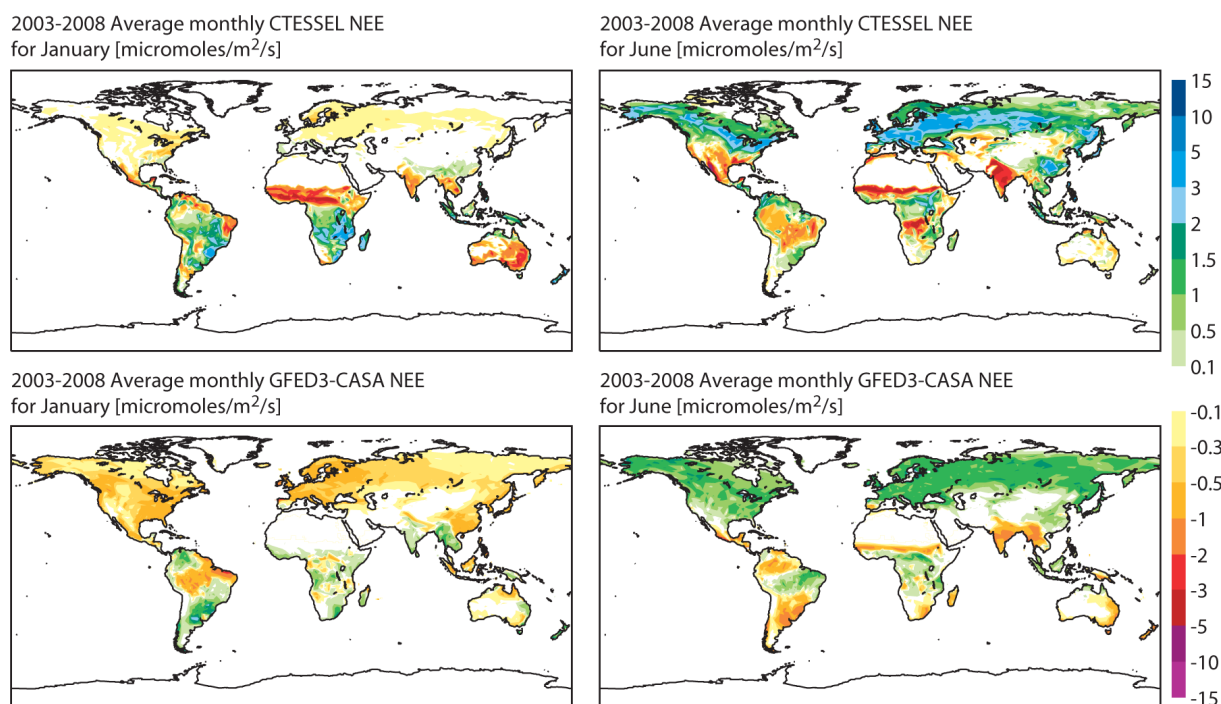 2003-2008 Average monthly CTESSEL NEE
for January [micromoles/m²/s]
2003-2008 Average monthly CTESSEL NEE
for June [micromoles/m²/s]
15
10
5
3
2
1.5
1
0.5
0.1
2003-2008 Average monthly GFED3-CASA NEE
for January [micromoles/m²/s]
2003-2008 Average monthly GFED3-CASA NEE
for June [micromoles/m²/s]
-0.1
-0.3
-0.5
-1
-2
-3
-5
-10
-15